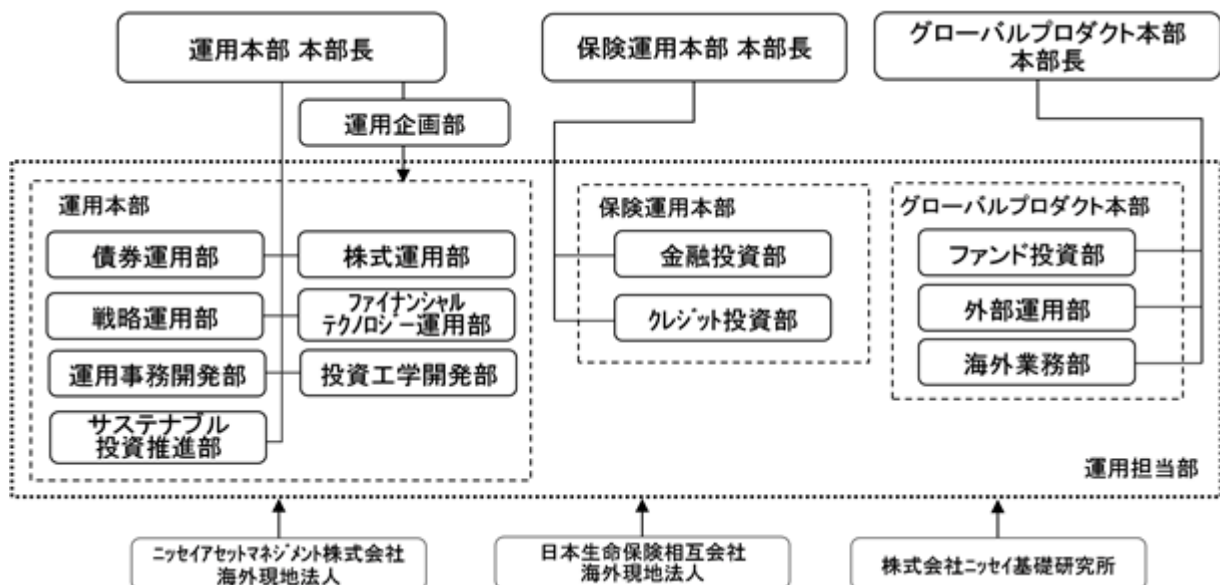 運用本部 本部長
保険運用本部 本部長
グローバルプロダクト本部
本部長
運用企画部
運用本部
債券運用部
株式運用部
戦略運用部
ファイナンシャル
テクノロジー運用部
運用事務開発部
投資工学開発部
サステナブル
投資推進部
保険運用本部
金融投資部
クレジット投資部
グローバルプロダクト本部
ファンド投資部
外部運用部
海外業務部
運用担当部
ニッセイアセットマネジメント株式会社
海外現地法人
日本生命保険相互会社
海外現地法人
株式会社ニッセイ基礎研究所